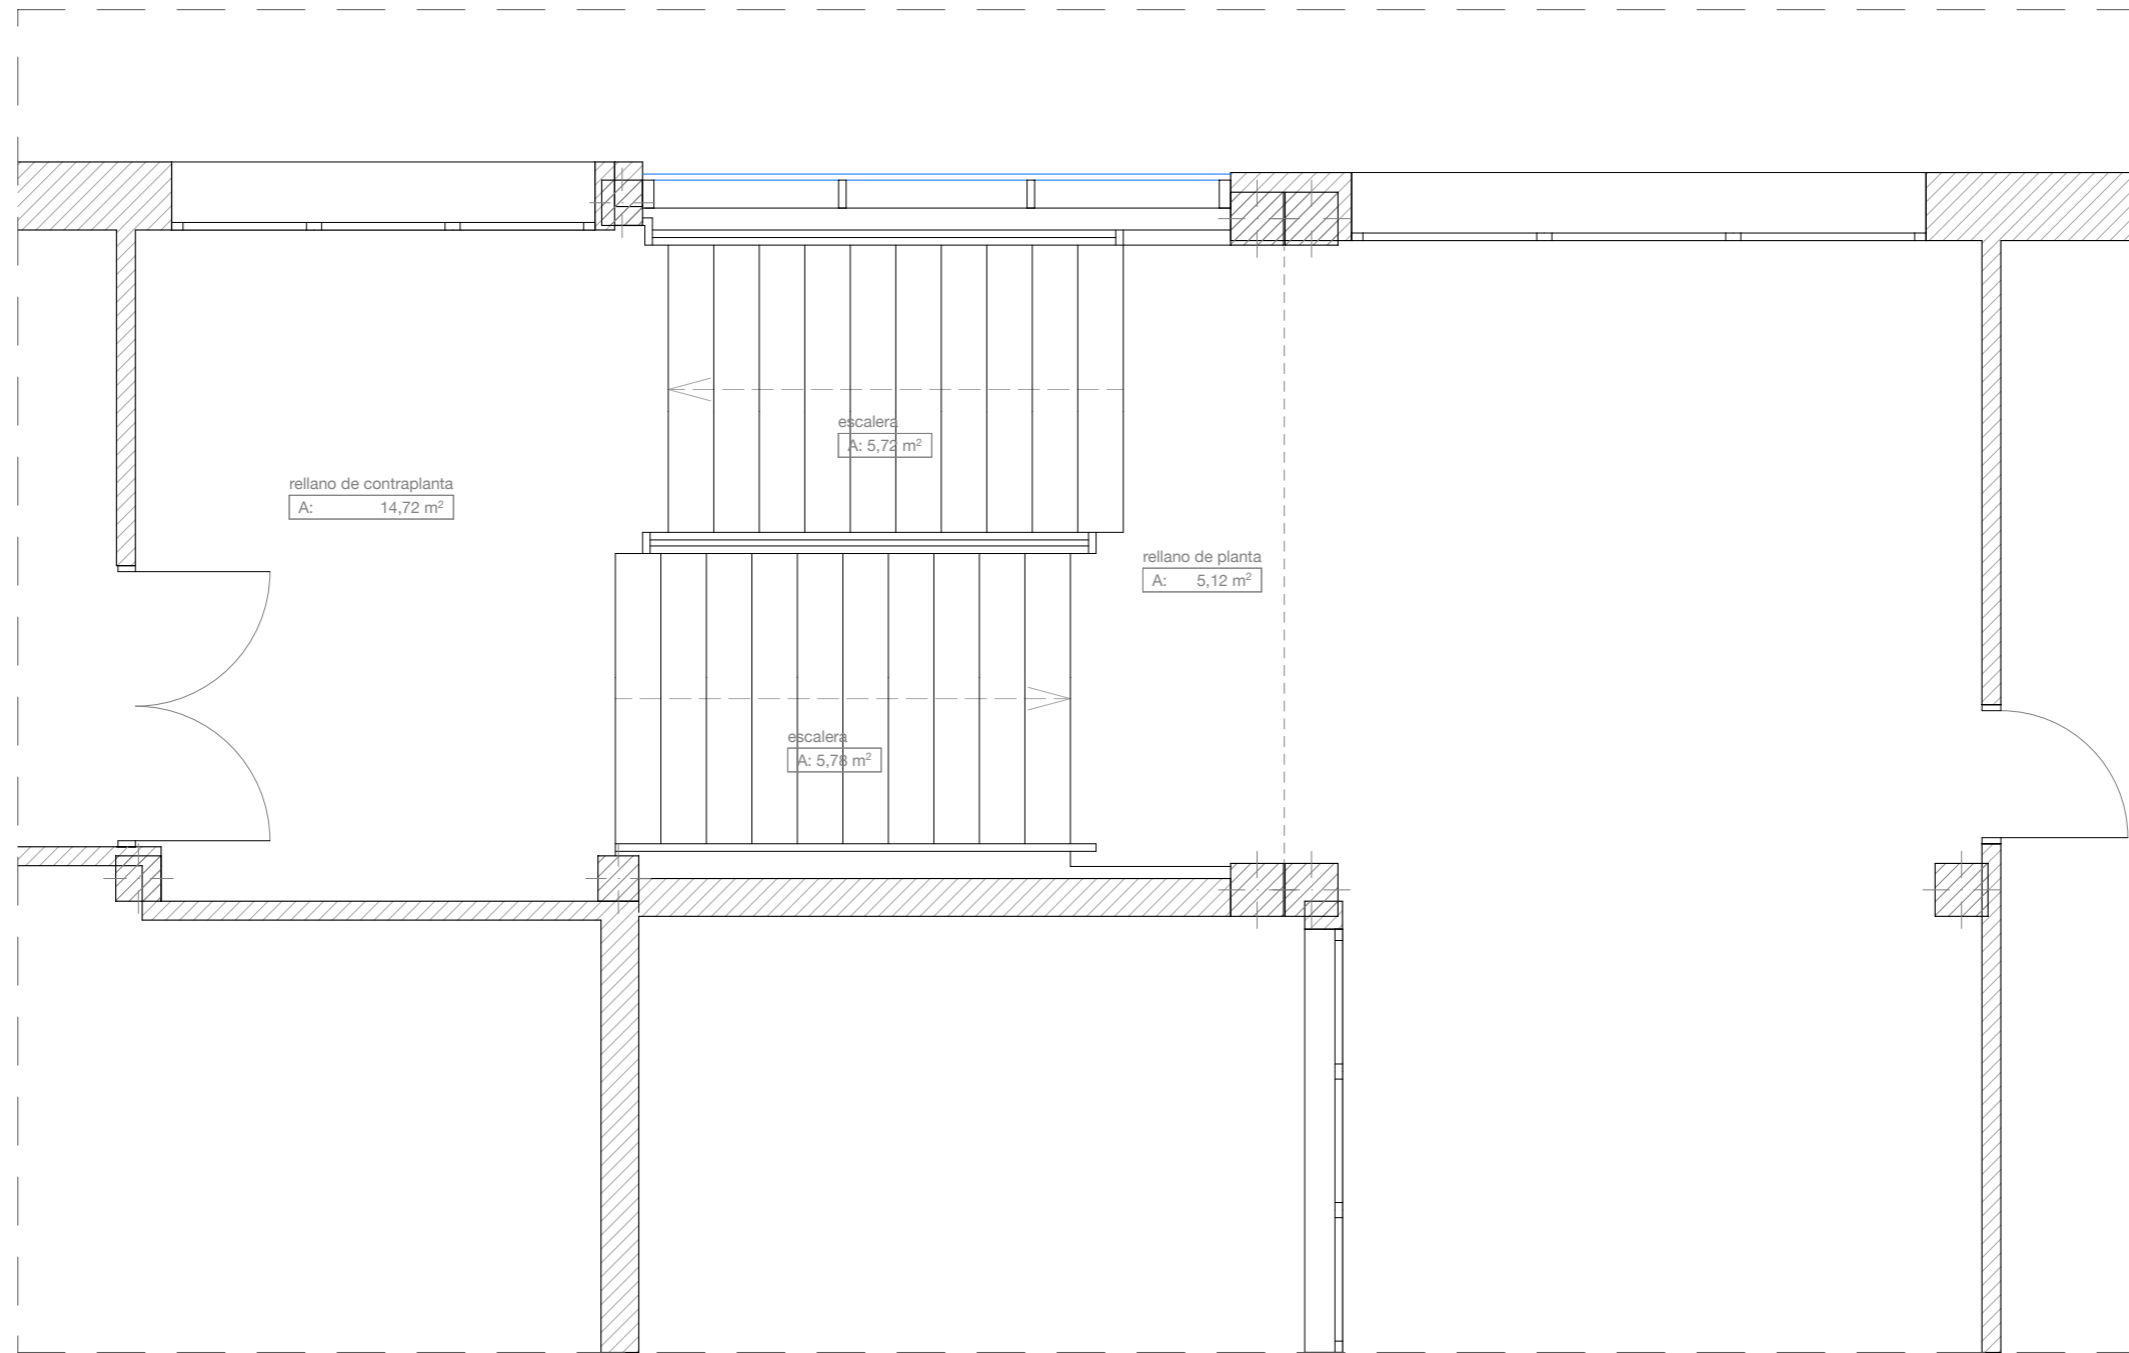 escalera
A: 5,72 m²
rellano de contraplanta
A: 14,72 m²
rellano de planta
A: 5,12 m²
escalera
A: 5,78 m²